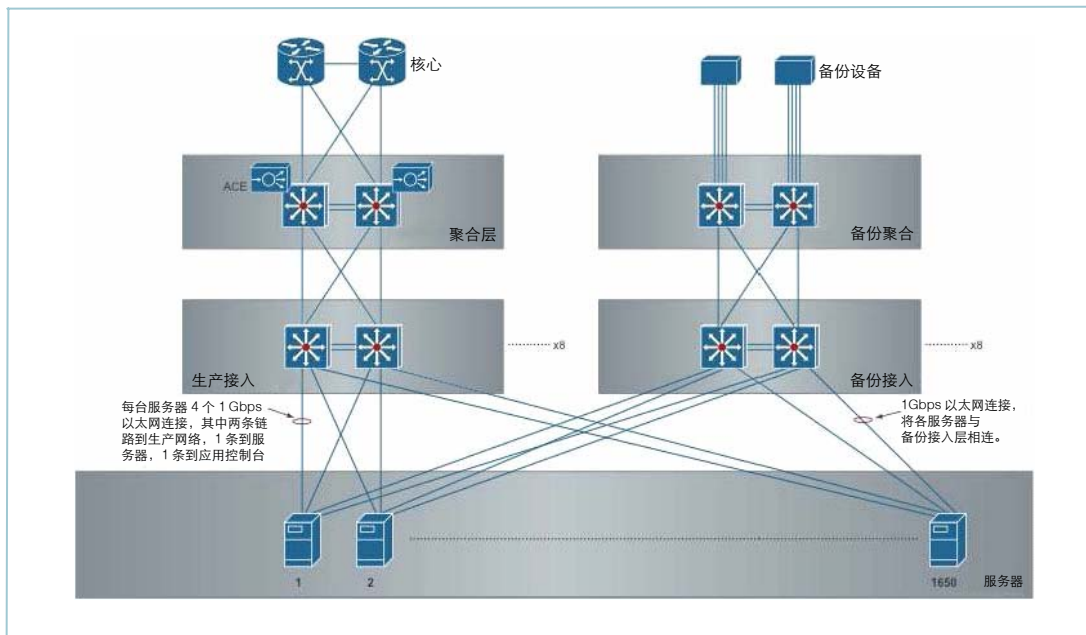 核心
备份设备
ACE
聚合层
备份聚合
x8
x8
生产接入
备份接入
每台服务器 4 个 1 Gbps
以太网连接，其中两条链
路到生产网络，1 条到服
务器，1 条到应用控制台
1Gbps 以太网连接，
将各服务器与
备份接入层相连。
1
2
1650
服务器